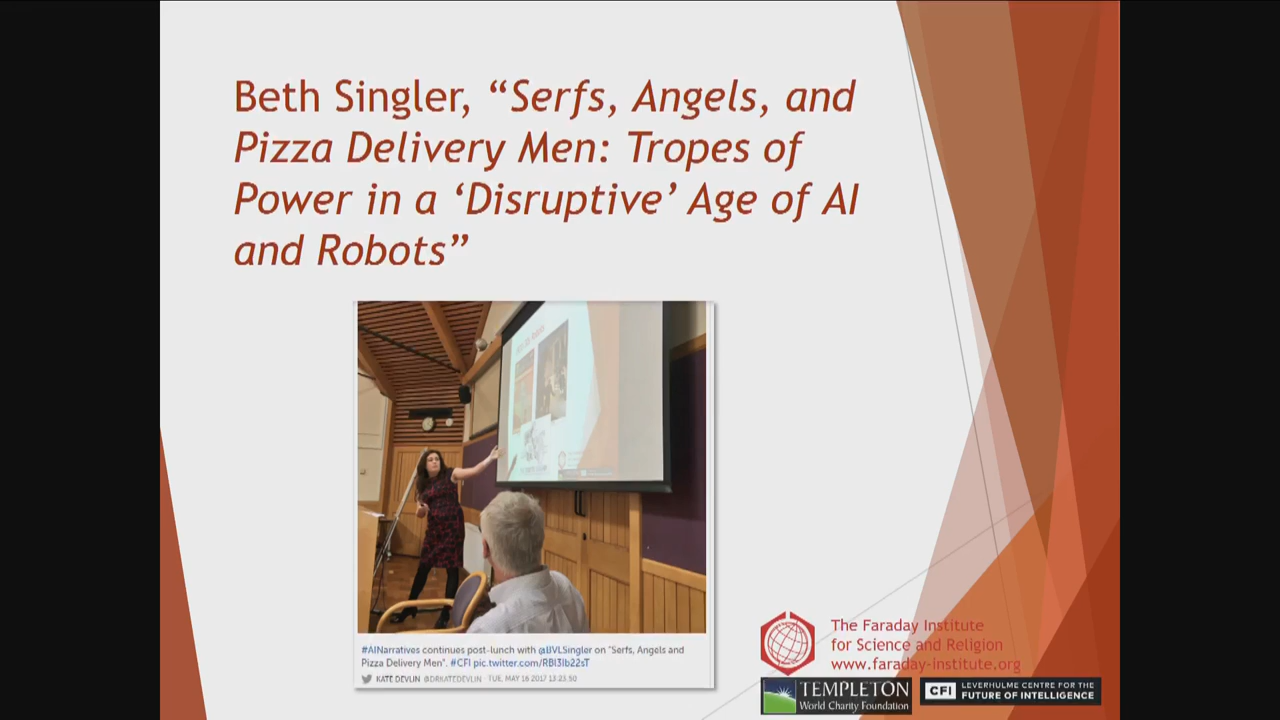 Beth Singler, “Serfs, Angels, and
Pizza Delivery Men: Tropes of
Power in a ‘Disruptive’ Age of AI
and Robots”
#AINarratives continues post-lunch with @BVLSingler on "Serfs, Angels and
Pizza Delivery Men". #CFI pic.twitter.com/RBl3lb22sT
KATE DEVLIN @DRKATEDEVLIN · TUE, MAY 16 2017 13:23:50
The Faraday Institute
for Science and Religion
www.faraday-institute.org
TEMPLETON
World Charity Foundation
CFI
LEVERHULME CENTRE FOR THE
FUTURE OF INTELLIGENCE